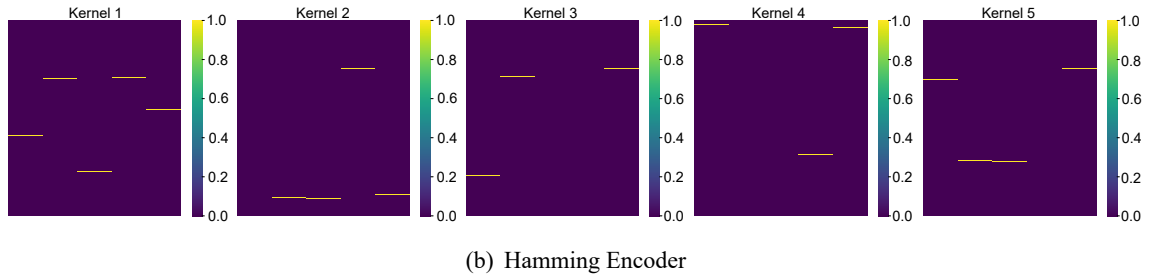 Kernel 1 Kernel 2 Kernel 3 Kernel 4 Kernel 5
1.0 1.0 1.0 1.0 1.0
0.8 0.8 0.8 0.8 0.8
0.6 0.6 0.6 0.6 0.6
0.4 0.4 0.4 0.4 0.4
0.2 0.2 0.2 0.2 0.2
0.0 0.0 0.0 0.0 0.0
(b) Hamming Encoder